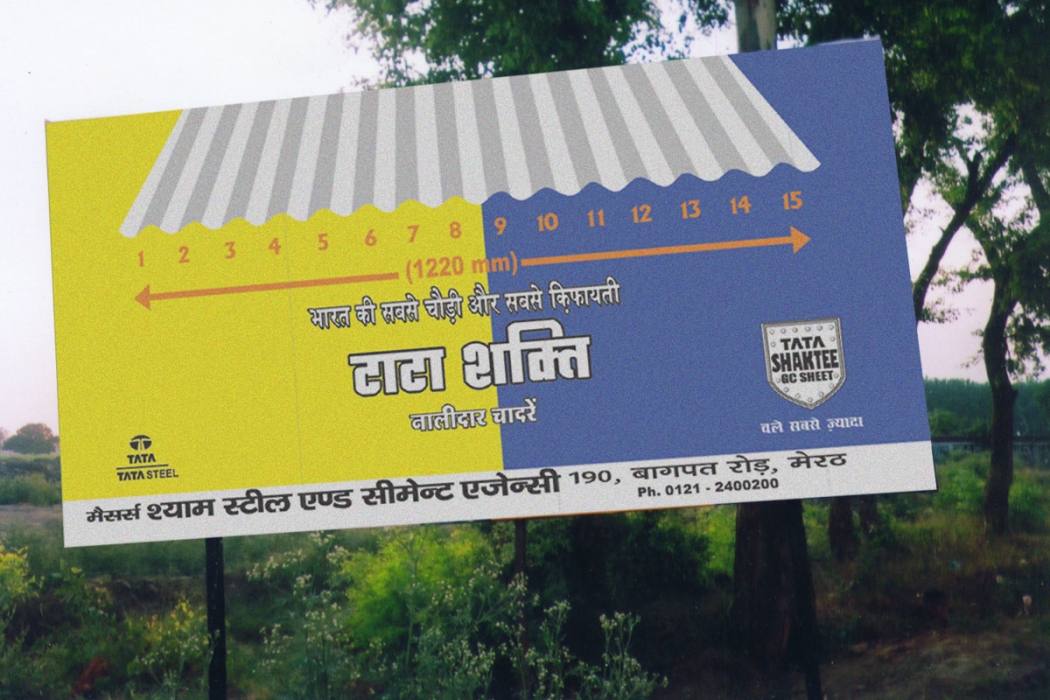 1 2 3 4 5 6 7 8 9 10 11 12 13 14 15
(1220 mm)
भारत की सबसे चौड़ी और सबसे क़िफायती
टाटा शक्ति
नालीदार चादरें
TATA
SHAKTEE
GC SHEET
चले सबसे ज़्यादा
TATA
TATA STEEL
मैसर्स श्याम स्टील एण्ड सीमेन्ट एजेन्सी 190, बागपत रोड़, मेरठ
Ph. 0121 - 2400200